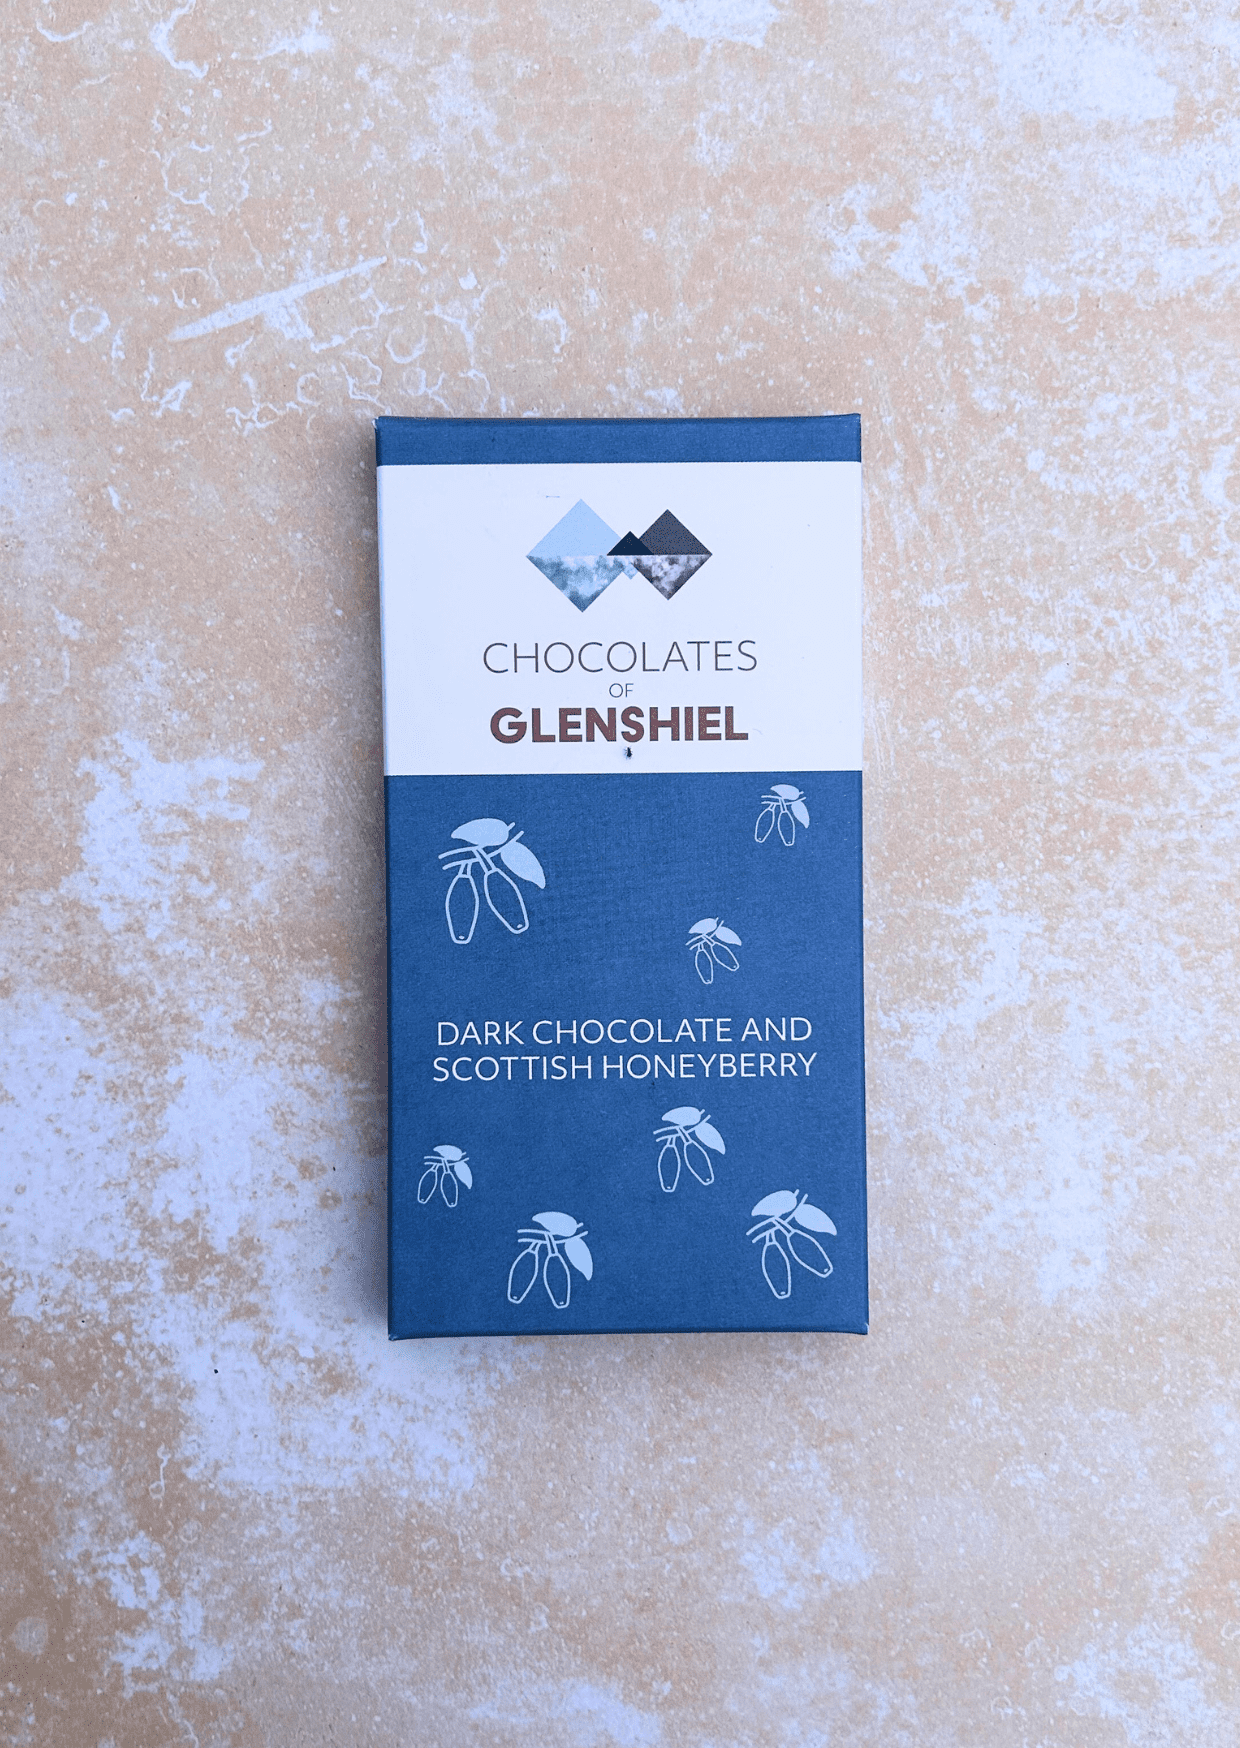 CHOCOLATES
OF
GLENSHIEL
DARK CHOCOLATE AND
SCOTTISH HONEYBERRY